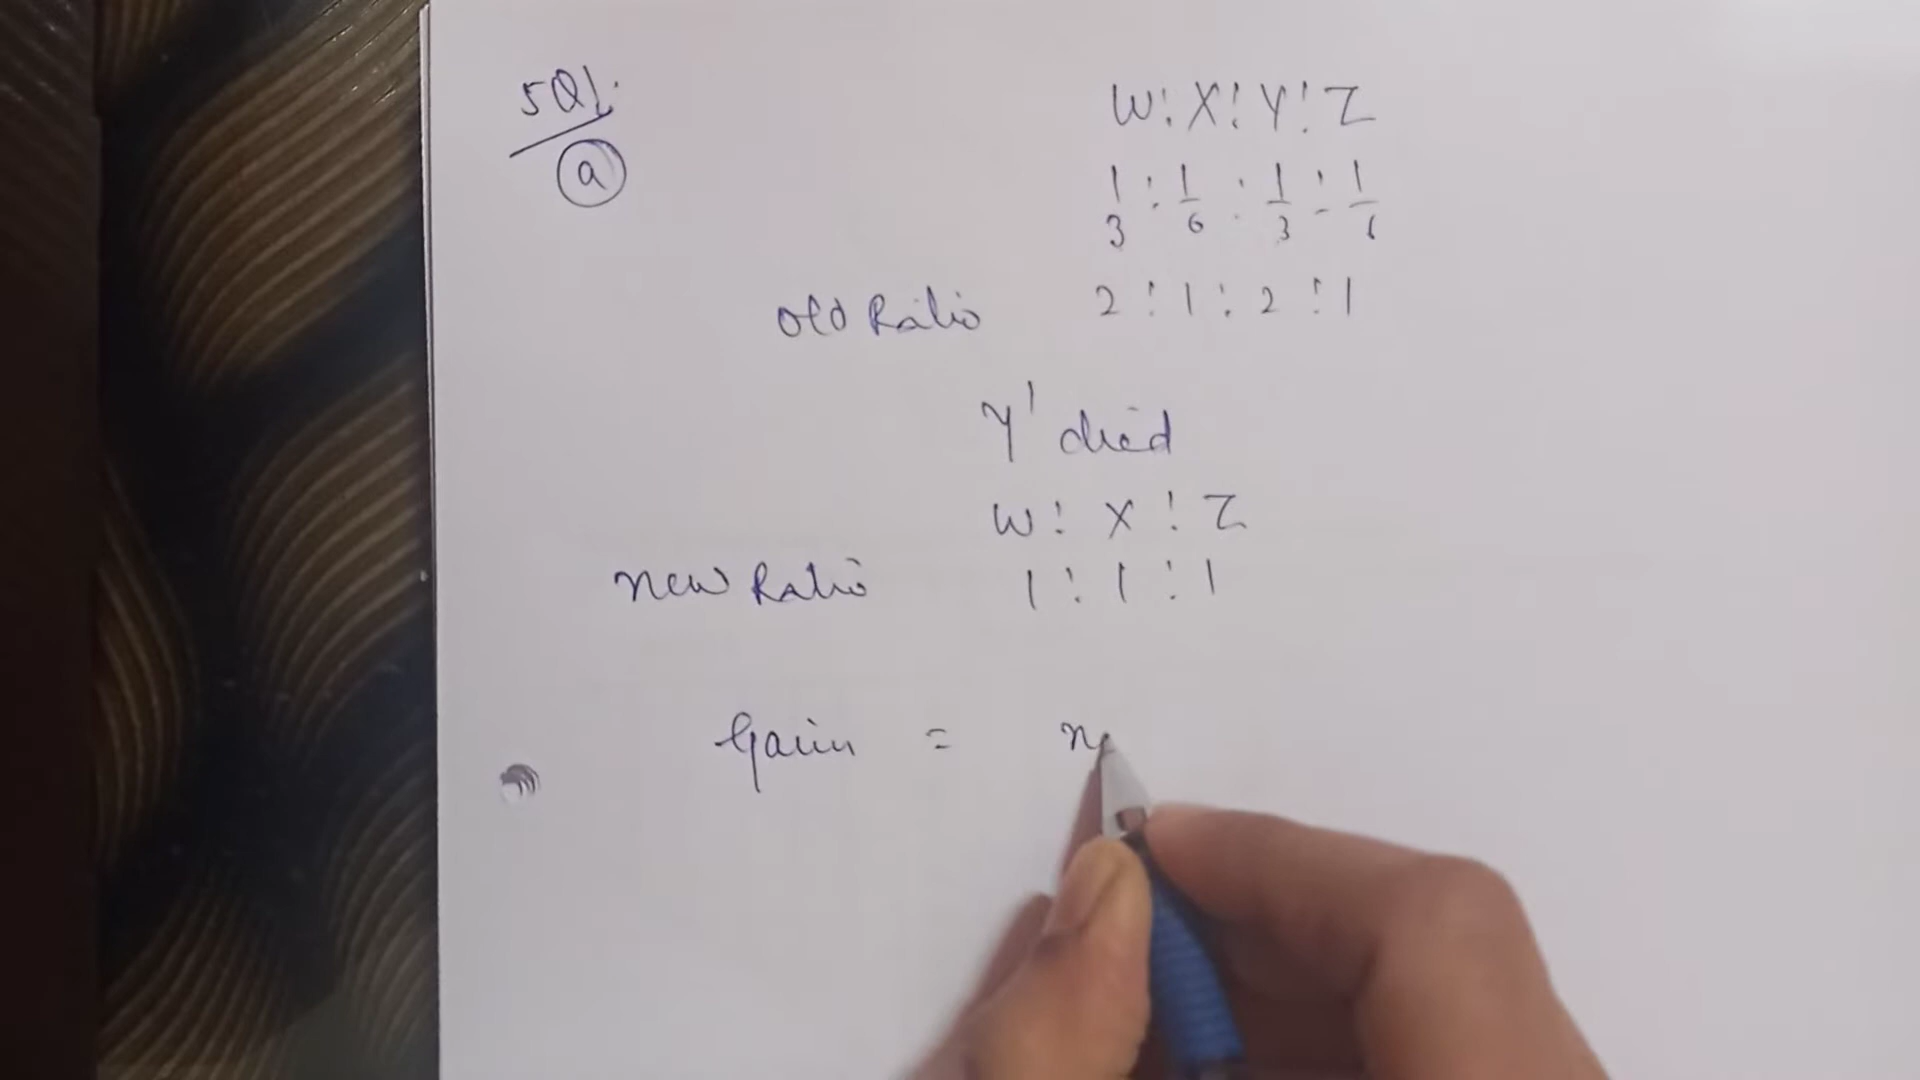 5Q).
a
W : X : Y : Z
1/3 : 1/6 : 1/3 : 1/6
Old Ratio 2 : 1 : 2 : 1
Y' died
W : X : Z
New Ratio 1 : 1 : 1
Gain = n